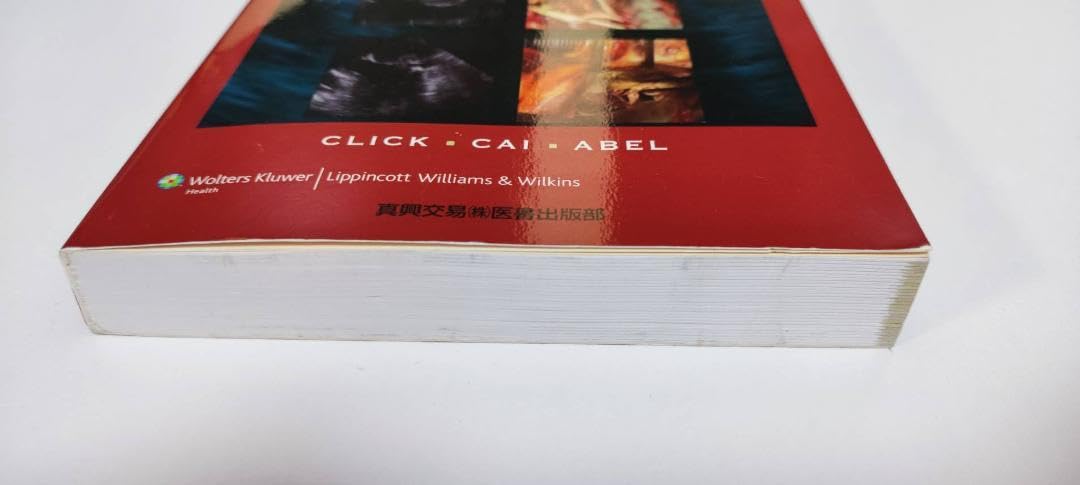 CLICK ▪ CAI ▪ ABEL
Wolters Kluwer | Lippincott Williams & Wilkins
Health
真興交易㈱医書出版部